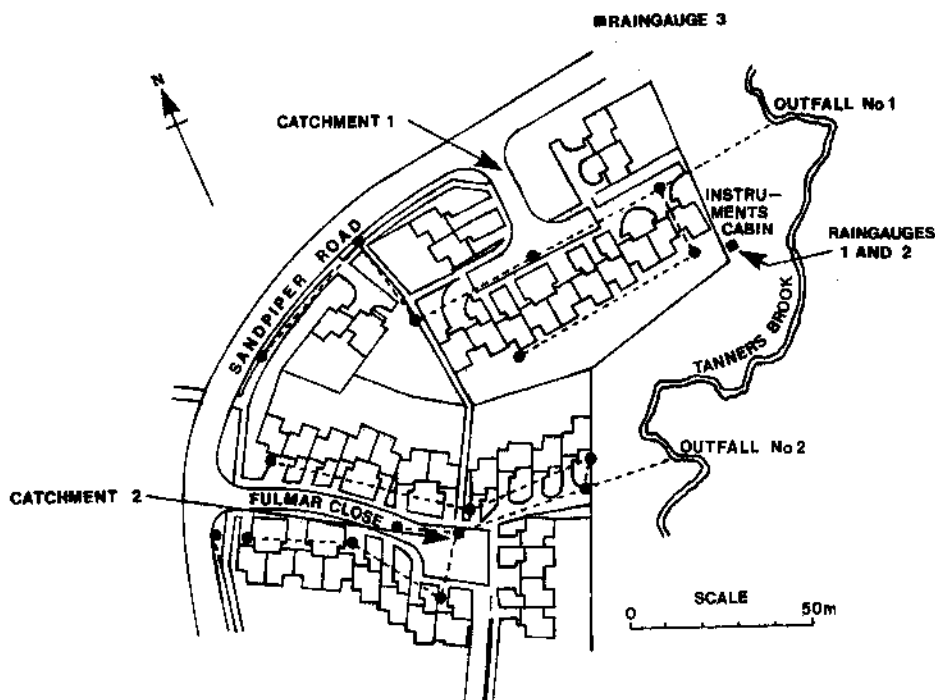 RAINGAUGE 3
N
OUTFALL No 1
CATCHMENT 1
INSTRU-
MENTS
CABIN
RAINGAUGES
1 AND 2
SANDPIPER ROAD
TANNERS BROOK
OUTFALL No 2
CATCHMENT 2
FULMAR CLOSE
SCALE
0 50m